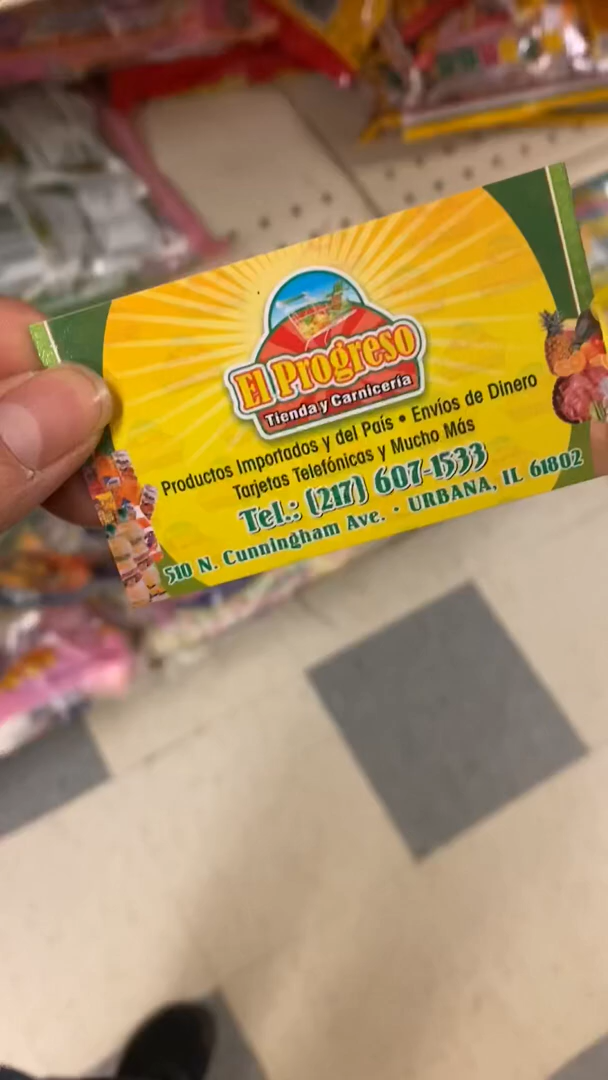 El Progreso
Tienda y Carnicería
Productos Importados y del País • Envíos de Dinero
Tarjetas Telefónicas y Mucho Más
Tel.: (217) 607-1533
510 N. Cunningham Ave. • URBANA, IL 61802